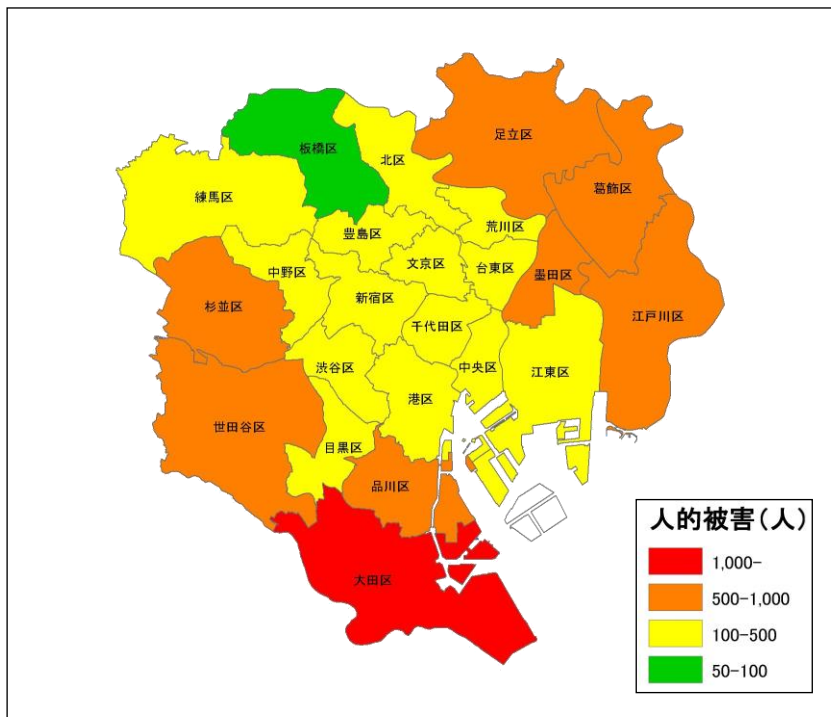 足立区
板橋区
北区
葛飾区
練馬区
荒川区
豊島区
文京区
台東区
中野区
墨田区
新宿区
杉並区
江戸川区
千代田区
渋谷区
中央区
江東区
港区
世田谷区
目黒区
品川区
大田区
人的被害(人)
1,000-
500-1,000
100-500
50-100